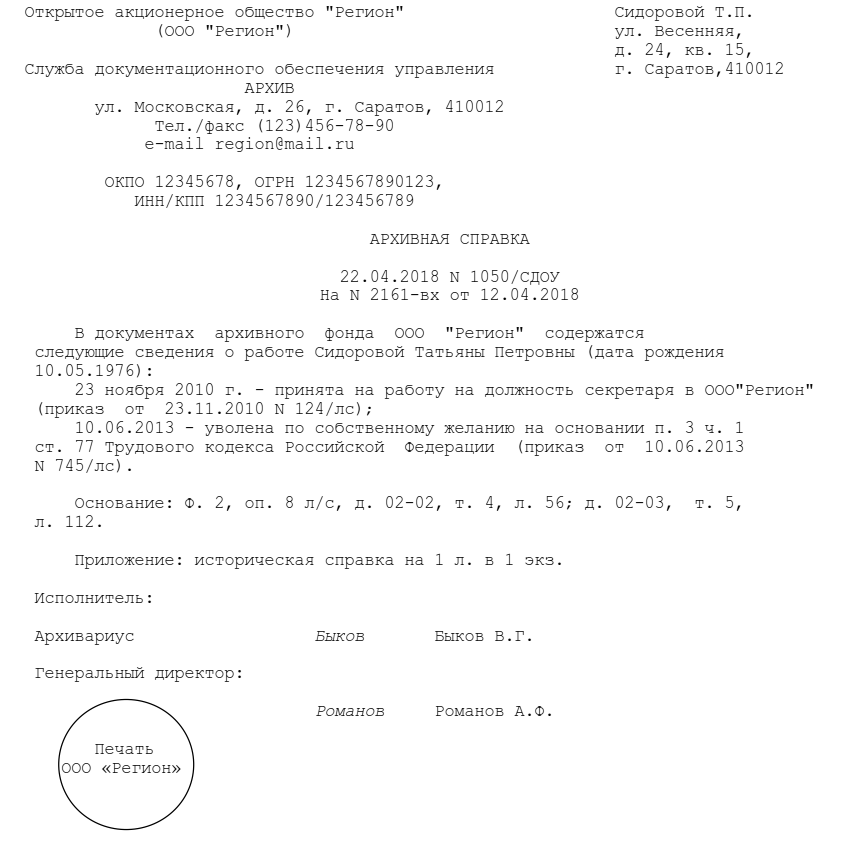 Открытое акционерное общество "Регион"
(ООО "Регион")
Служба документационного обеспечения управления
АРХИВ
ул. Московская, д. 26, г. Саратов, 410012
Тел./факс (123)456-78-90
e-mail region@mail.ru
ОКПО 12345678, ОГРН 1234567890123,
ИНН/КПП 1234567890/123456789
Сидоровой Т.П.
ул. Весенняя,
д. 24, кв. 15,
г. Саратов,410012
АРХИВНАЯ СПРАВКА
22.04.2018 N 1050/СДОУ
На N 2161-вх от 12.04.2018
В документах архивного фонда ООО "Регион" содержатся
следующие сведения о работе Сидоровой Татьяны Петровны (дата рождения
10.05.1976):
23 ноября 2010 г. - принята на работу на должность секретаря в ООО"Регион"
(приказ от 23.11.2010 N 124/лс);
10.06.2013 - уволена по собственному желанию на основании п. 3 ч. 1
ст. 77 Трудового кодекса Российской Федерации (приказ от 10.06.2013
N 745/лс).
Основание: Ф. 2, оп. 8 л/с, д. 02-02, т. 4, л. 56; д. 02-03, т. 5,
л. 112.
Приложение: историческая справка на 1 л. в 1 экз.
Исполнитель:
Архивариус Быков Быков В.Г.
Генеральный директор:
Романов Романов А.Ф.
Печать
ООО «Регион»